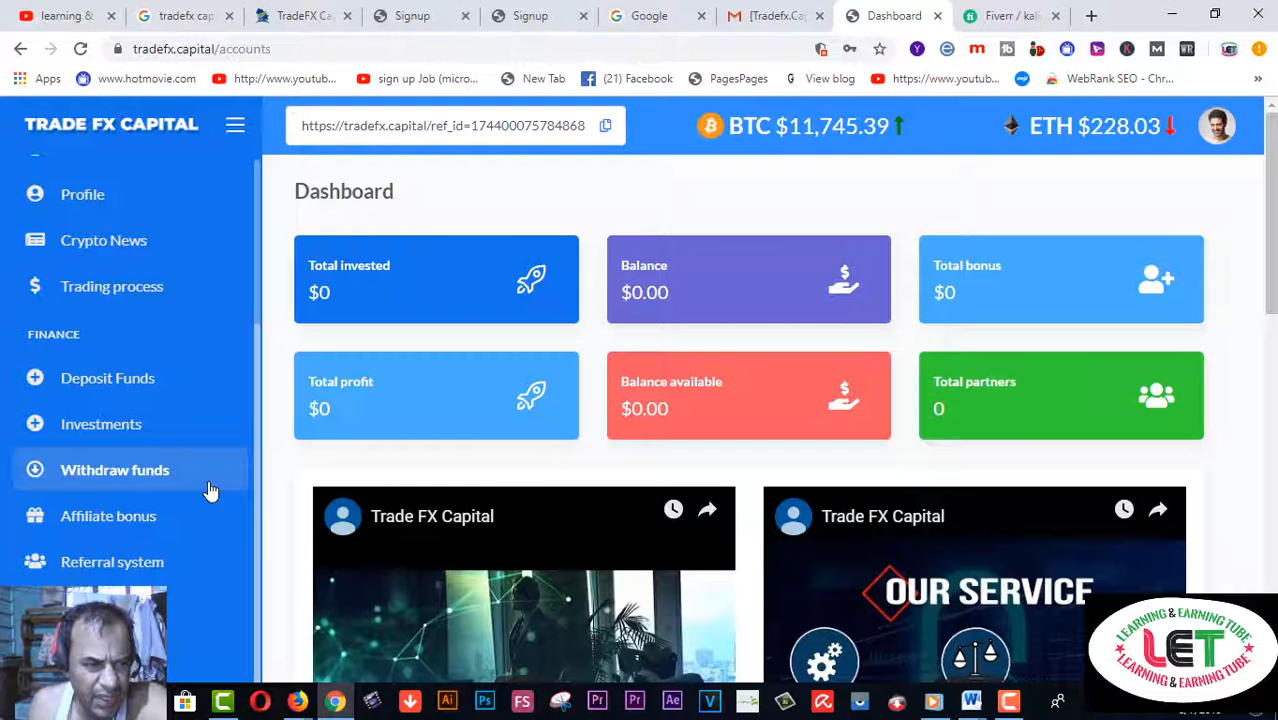 learning &
tradefx cap
TradeFX Ca
Signup
Signup
Google
[Tradefx.Ca
Dashboard
Fiverr / kal
tradefx.capital/accounts
Apps
www.hotmovie.com
http://www.youtub...
sign up Job (micro...
New Tab
(21) Facebook
PagesPages
View blog
https://www.youtub...
WebRank SEO - Chr...
TRADE FX CAPITAL
https://tradefx.capital/ref_id=174400075784868
BTC $11,745.39
ETH $228.03
Profile
Crypto News
Trading process
FINANCE
Deposit Funds
Investments
Withdraw funds
Affiliate bonus
Referral system
Dashboard
Total invested
$0
Balance
$0.00
Total bonus
$0
Total profit
$0
Balance available
$0.00
Total partners
0
Trade FX Capital
Trade FX Capital
OUR SERVICE
LEARNING & EARNING TUBE
LET
LEARNING & EARNING TUBE